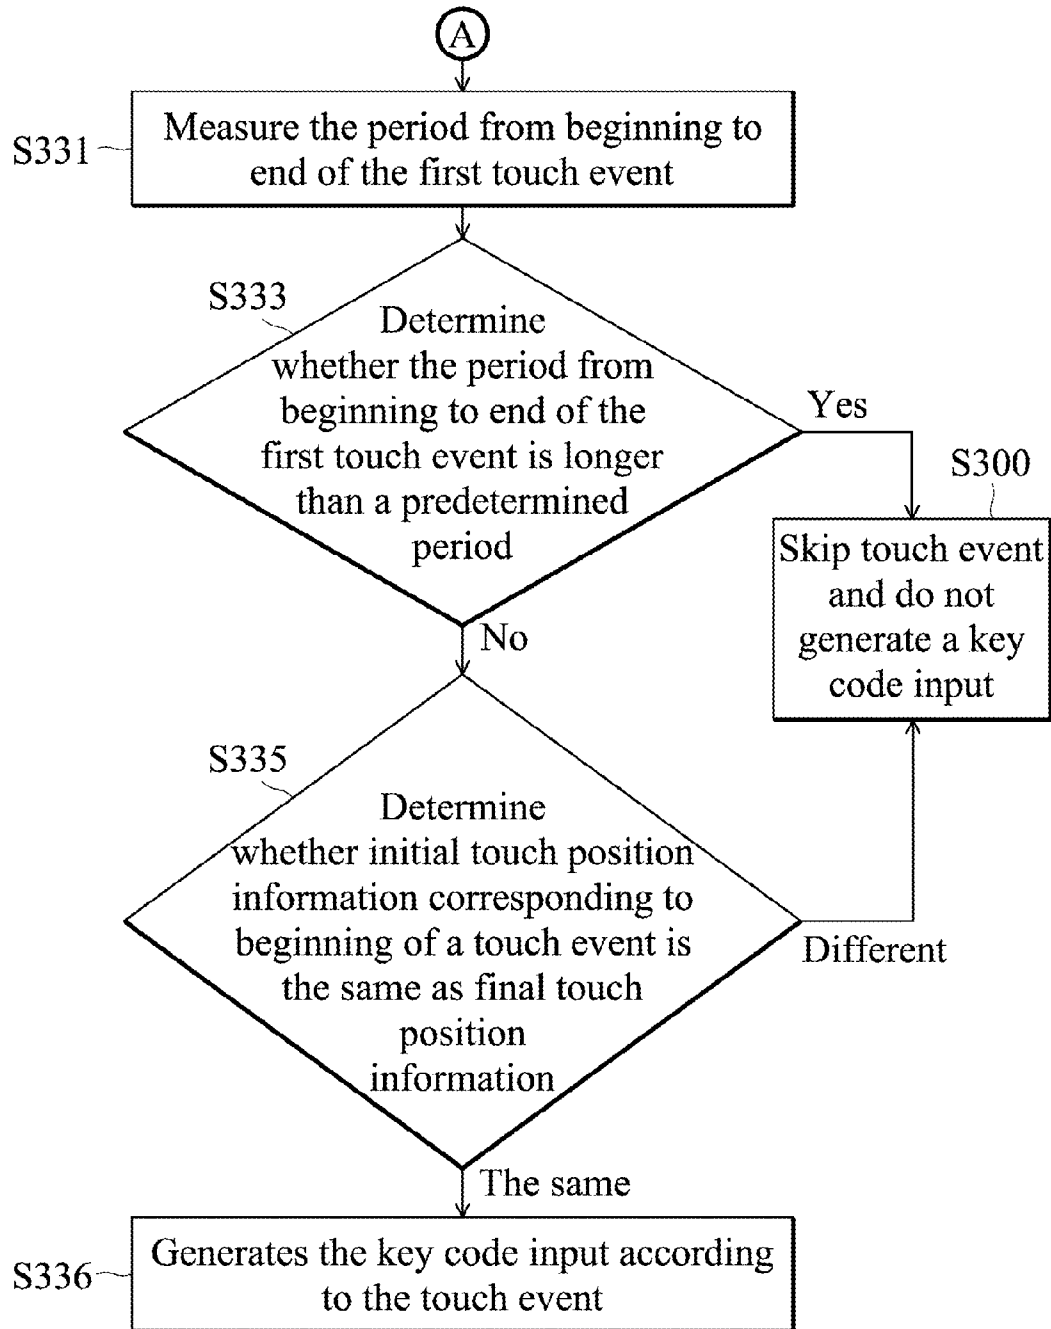 A
S331
Measure the period from beginning to
end of the first touch event
S333
Determine
whether the period from
beginning to end of the
first touch event is longer
than a predetermined
period
Yes
S300
Skip touch event
and do not
generate a key
code input
No
S335
Determine
whether initial touch position
information corresponding to
beginning of a touch event is
the same as final touch
position
information
Different
The same
S336
Generates the key code input according
to the touch event